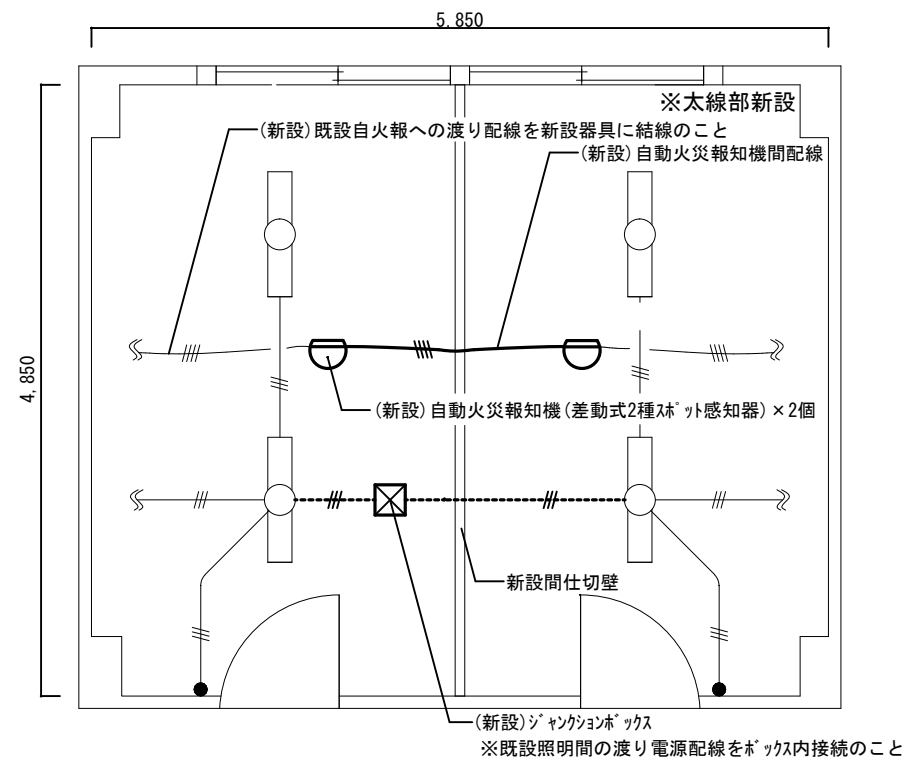 5,850
※太線部新設
(新設)既設自火報への渡り配線を新設器具に結線のこと
(新設)自動火災報知機間配線
4,850
(新設)自動火災報知機(差動式2種ｽﾎﾟｯﾄ感知器)×2個
新設間仕切壁
(新設)ｼﾞｬﾝｸｼｮﾝﾎﾞｯｸｽ
※既設照明間の渡り電源配線をﾎﾞｯｸｽ内接続のこと